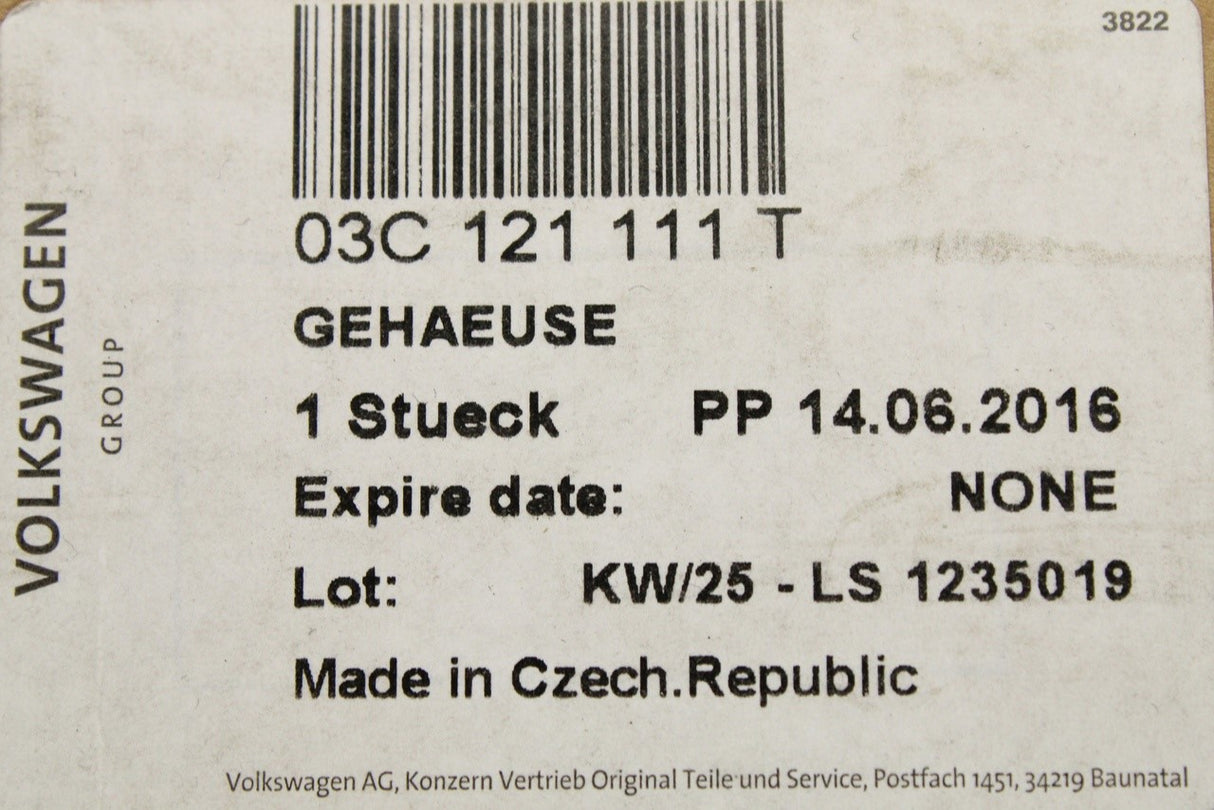 3822
03C 121 111 T
GEHAEUSE
1 Stueck PP 14.06.2016
Expire date: NONE
Lot: KW/25 - LS 1235019
Made in Czech.Republic
Volkswagen AG, Konzern Vertrieb Original Teile und Service, Postfach 1451, 34219 Baunatal
VOLKSWAGEN
GROUP